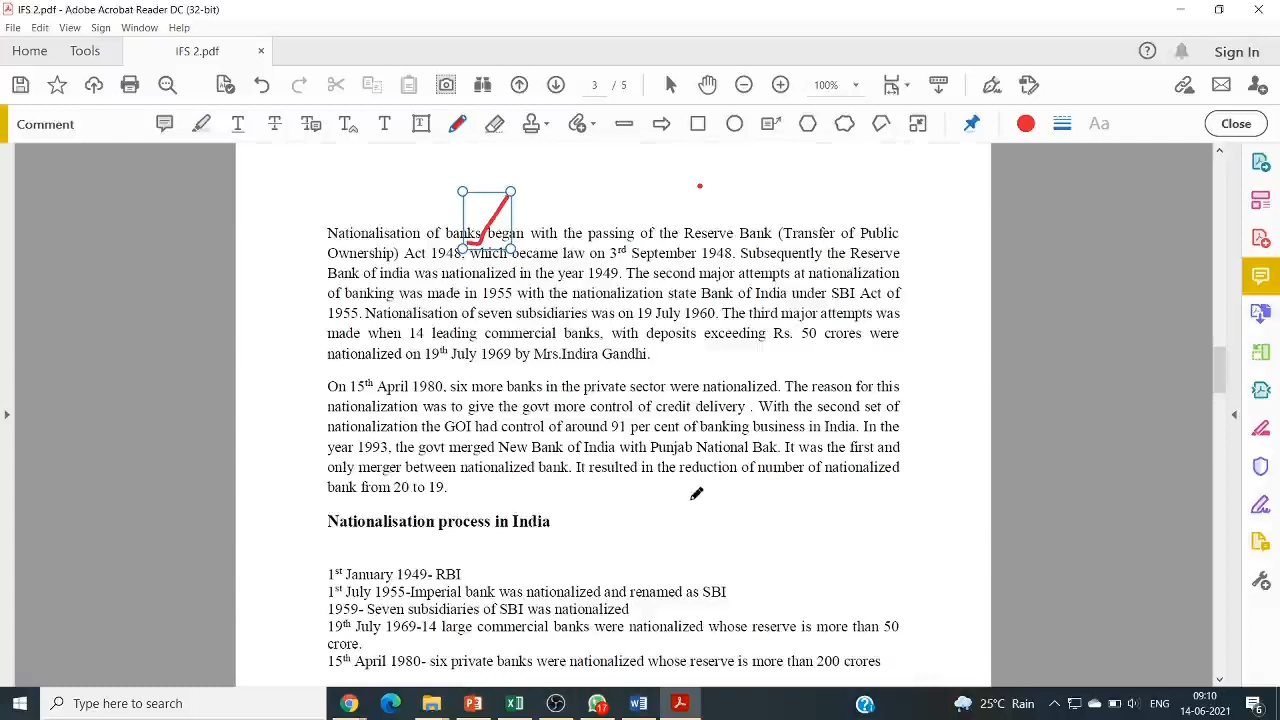 IFS 2.pdf - Adobe Acrobat Reader DC (32-bit)
File Edit View Sign Window Help
Home Tools IFS 2.pdf × Sign In
3 / 5 100%
Comment Aa Close
Nationalisation of banks began with the passing of the Reserve Bank (Transfer of Public
Ownership) Act 1948. which became law on 3rd September 1948. Subsequently the Reserve
Bank of india was nationalized in the year 1949. The second major attempts at nationalization
of banking was made in 1955 with the nationalization state Bank of India under SBI Act of
1955. Nationalisation of seven subsidiaries was on 19 July 1960. The third major attempts was
made when 14 leading commercial banks, with deposits exceeding Rs. 50 crores were
nationalized on 19th July 1969 by Mrs.Indira Gandhi.
On 15th April 1980, six more banks in the private sector were nationalized. The reason for this
nationalization was to give the govt more control of credit delivery . With the second set of
nationalization the GOI had control of around 91 per cent of banking business in India. In the
year 1993, the govt merged New Bank of India with Punjab National Bak. It was the first and
only merger between nationalized bank. It resulted in the reduction of number of nationalized
bank from 20 to 19.
Nationalisation process in India
1st January 1949- RBI
1st July 1955-Imperial bank was nationalized and renamed as SBI
1959- Seven subsidiaries of SBI was nationalized
19th July 1969-14 large commercial banks were nationalized whose reserve is more than 50
crore.
15th April 1980- six private banks were nationalized whose reserve is more than 200 crores
Type here to search 17 25°C Rain ENG 09:10
14-06-2021 6